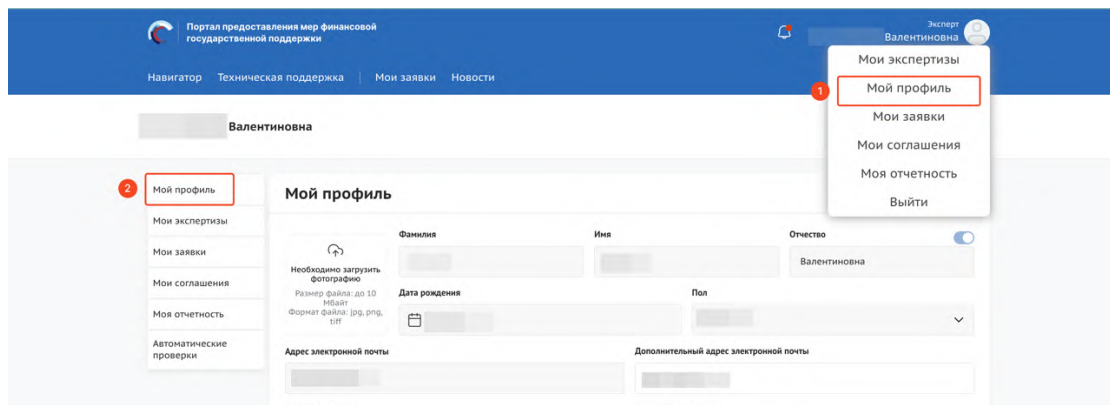 Портал предоставления мер финансовой
государственной поддержки
Эксперт
Валентиновна
Навигатор Техническая поддержка | Мои заявки Новости
Мои экспертизы
1 Мой профиль
Мои заявки
Мои соглашения
Моя отчетность
Выйти
Валентиновна
2 Мой профиль
Мои экспертизы
Мои заявки
Мои соглашения
Моя отчетность
Автоматические
проверки
Мой профиль
Необходимо загрузить
фотографию
Размер файла: до 10
Мбайт
Формат файла: jpg, png,
tiff
Фамилия Имя Отчество
Валентиновна
Дата рождения Пол
Адрес электронной почты Дополнительный адрес электронной почты